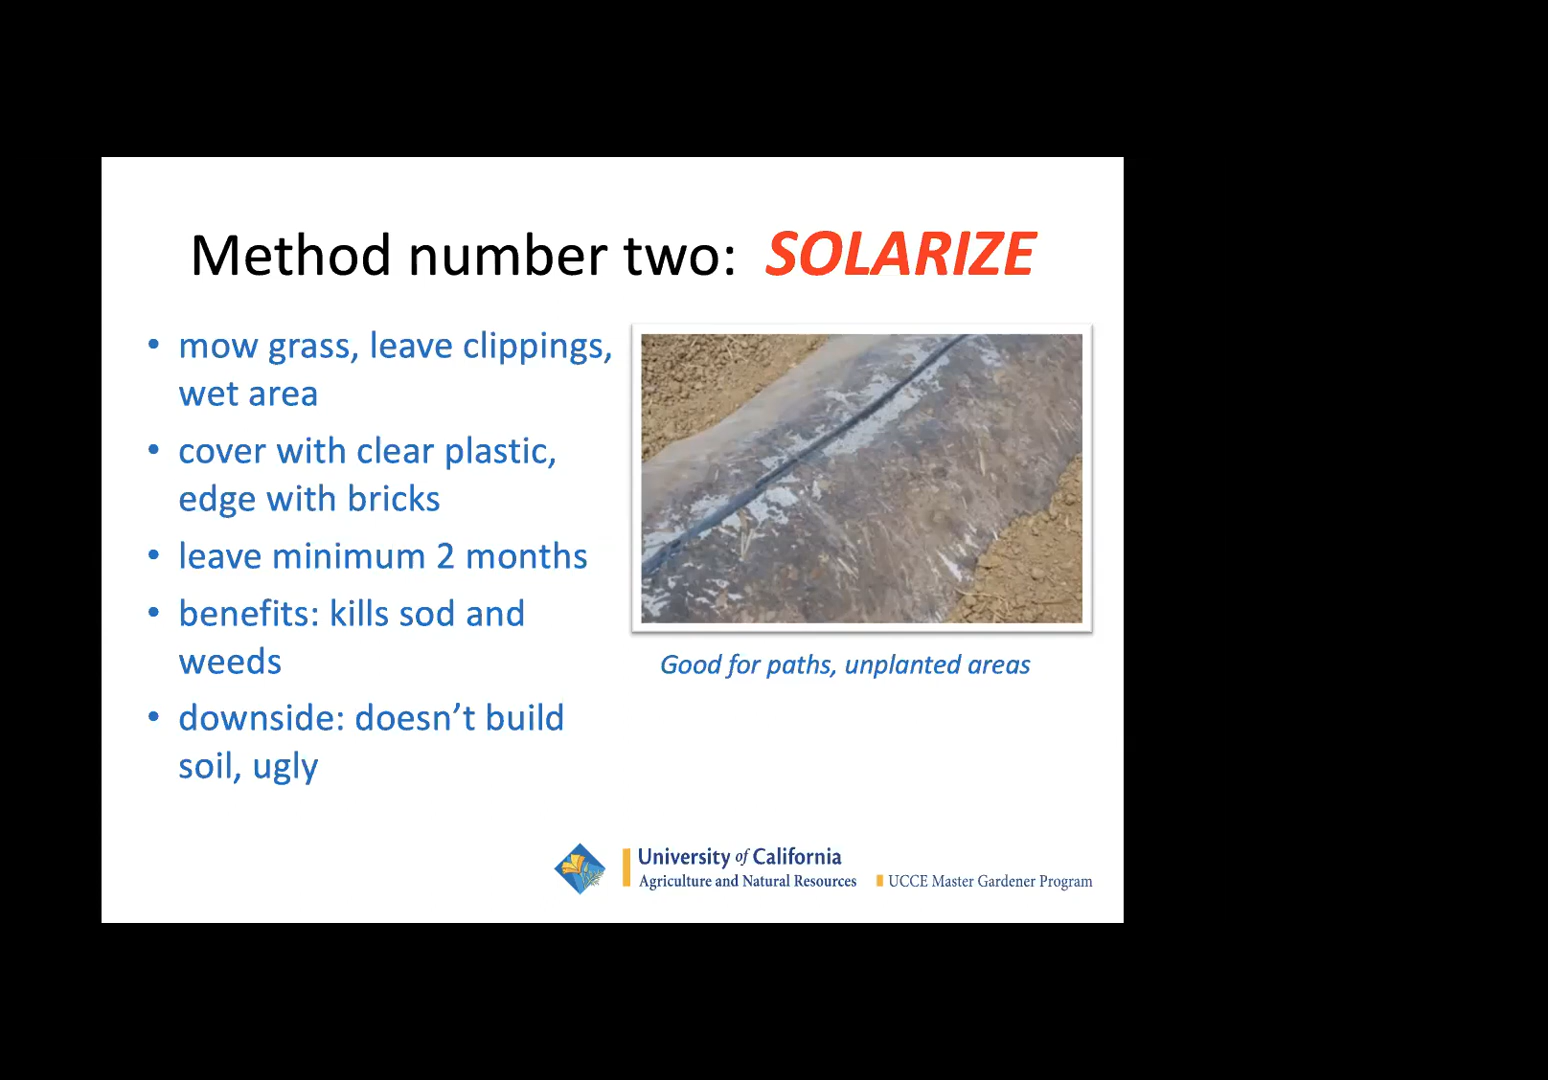 Method number two: SOLARIZE
• mow grass, leave clippings,
wet area
• cover with clear plastic,
edge with bricks
• leave minimum 2 months
• benefits: kills sod and
weeds
• downside: doesn’t build
soil, ugly
Good for paths, unplanted areas
University of California
Agriculture and Natural Resources
UCCE Master Gardener Program